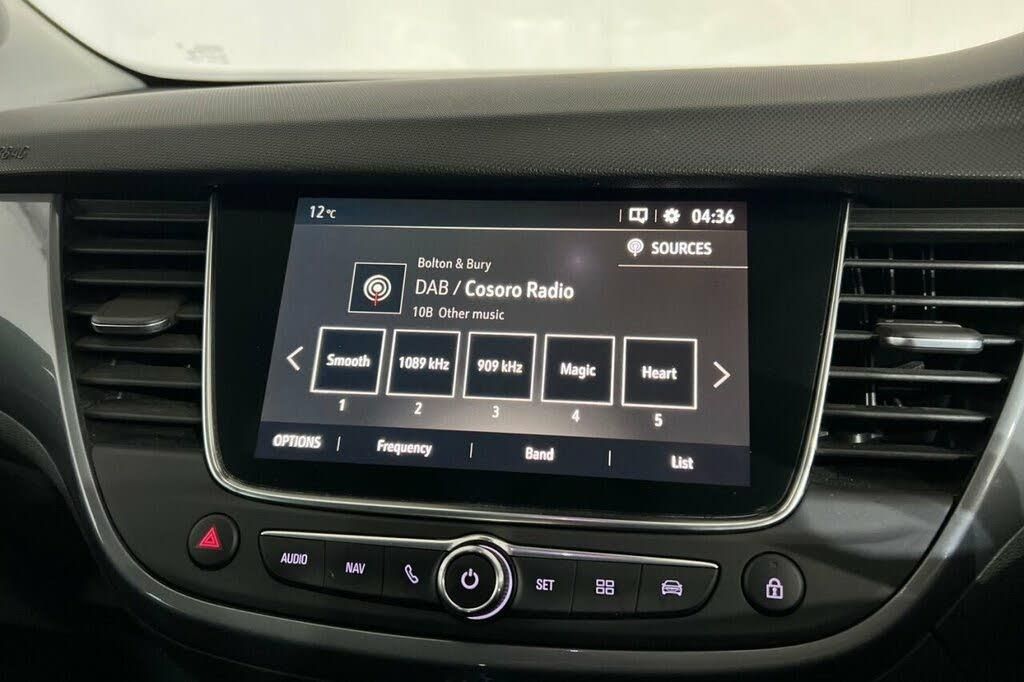 12°C
04:36
SOURCES
Bolton & Bury
DAB / Cosoro Radio
10B Other music
Smooth 1089 kHz 909 kHz Magic Heart
1 2 3 4 5
OPTIONS Frequency Band List
AUDIO NAV SET